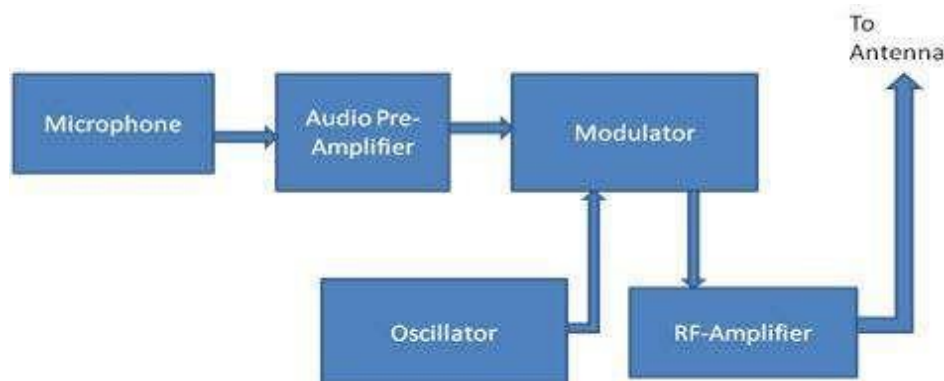 To
Antenna
Microphone
Audio Pre-
Amplifier
Modulator
Oscillator
RF-Amplifier